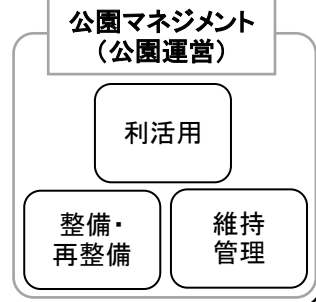 公園マネジメント
（公園運営）
利活用
整備・
再整備
維持
管理